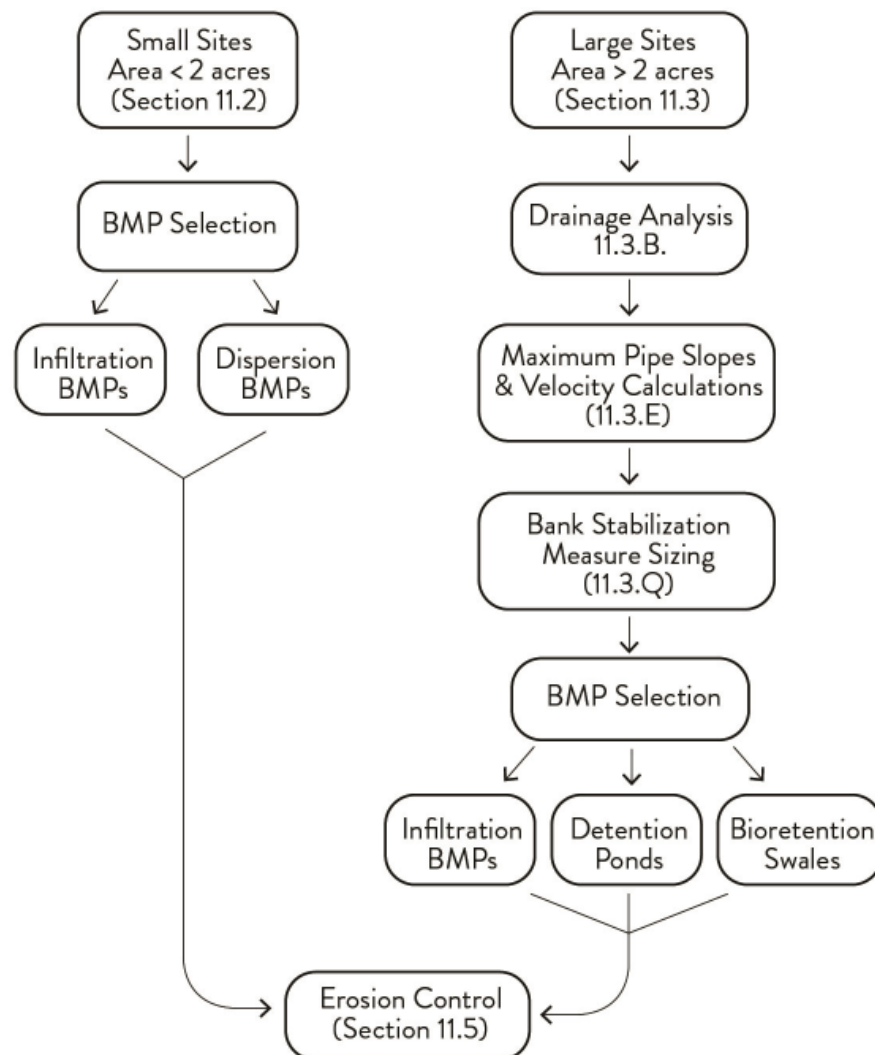 Small Sites
Area < 2 acres
(Section 11.2)
BMP Selection
Infiltration
BMPs
Dispersion
BMPs
Large Sites
Area > 2 acres
(Section 11.3)
Drainage Analysis
11.3.B.
Maximum Pipe Slopes
& Velocity Calculations
(11.3.E)
Bank Stabilization
Measure Sizing
(11.3.Q)
BMP Selection
Infiltration
BMPs
Detention
Ponds
Bioretention
Swales
Erosion Control
(Section 11.5)